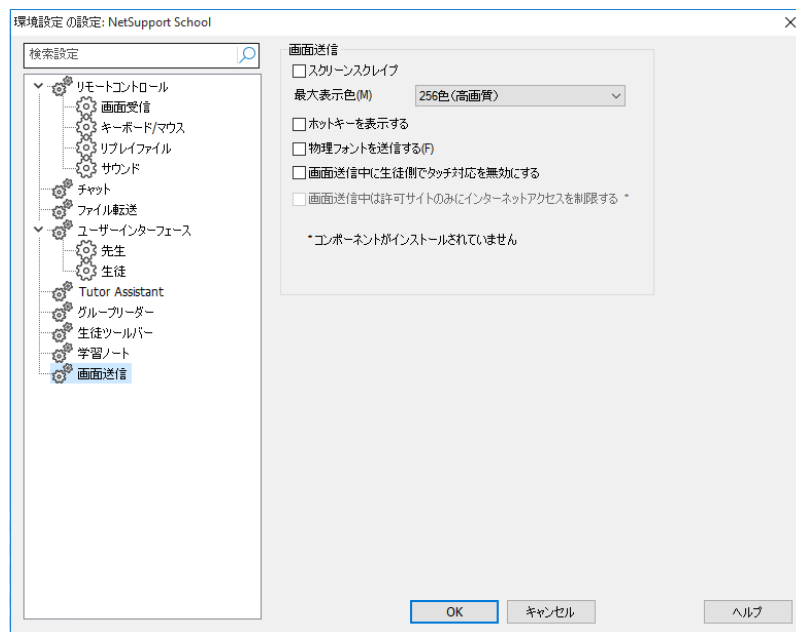 環境設定 の設定: NetSupport School
検索設定
リモートコントロール
画面受信
キーボード/マウス
リプレイファイル
サウンド
チャット
ファイル転送
ユーザーインターフェース
先生
生徒
Tutor Assistant
グループリーダー
生徒ツールバー
学習ノート
画面送信
画面送信
スクリーンスクレイプ
最大表示色(M) 256色(高画質)
ホットキーを表示する
物理フォントを送信する(F)
画面送信中に生徒側でタッチ対応を無効にする
画面送信中は許可サイトのみにインターネットアクセスを制限する *
*コンポーネントがインストールされていません
OK キャンセル ヘルプ